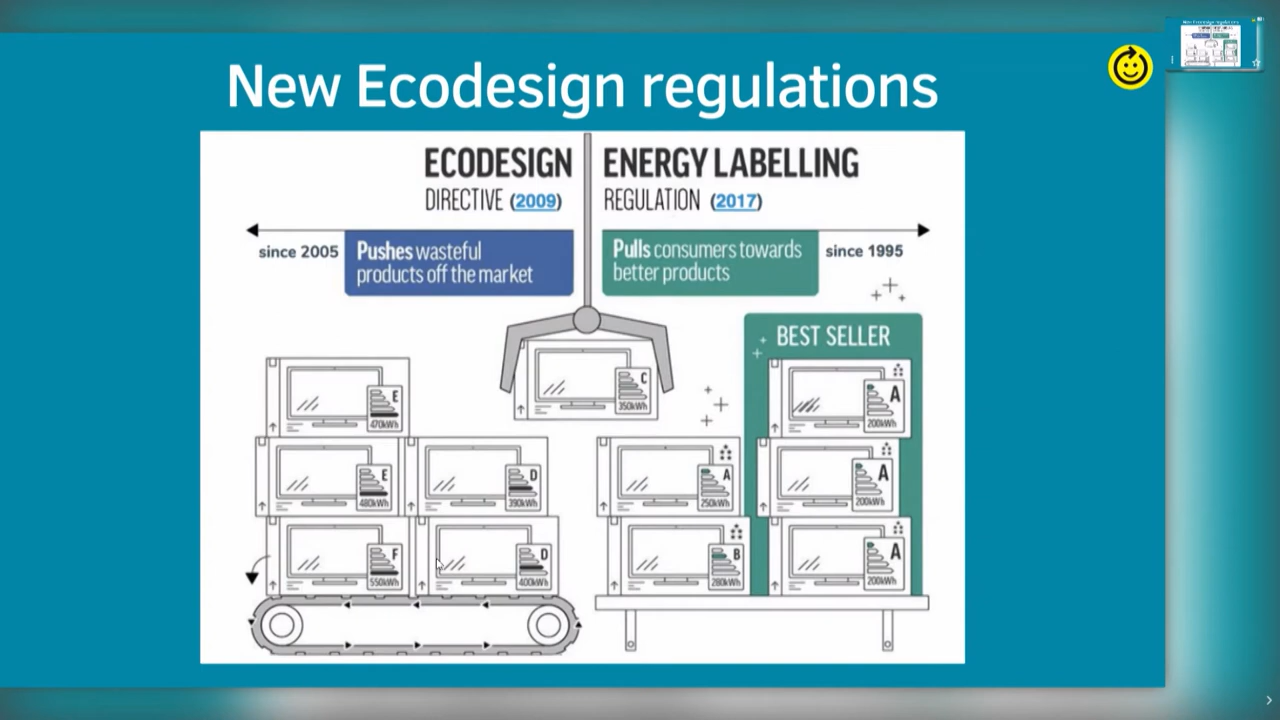 New Ecodesign regulations
ECODESIGN
DIRECTIVE (2009)
ENERGY LABELLING
REGULATION (2017)
since 2005
Pushes wasteful
products off the market
Pulls consumers towards
better products
since 1995
BEST SELLER
C
350kWh
E
470kWh
A
200kWh
E
480kWh
D
390kWh
A
250kWh
A
200kWh
F
550kWh
D
400kWh
B
280kWh
A
200kWh